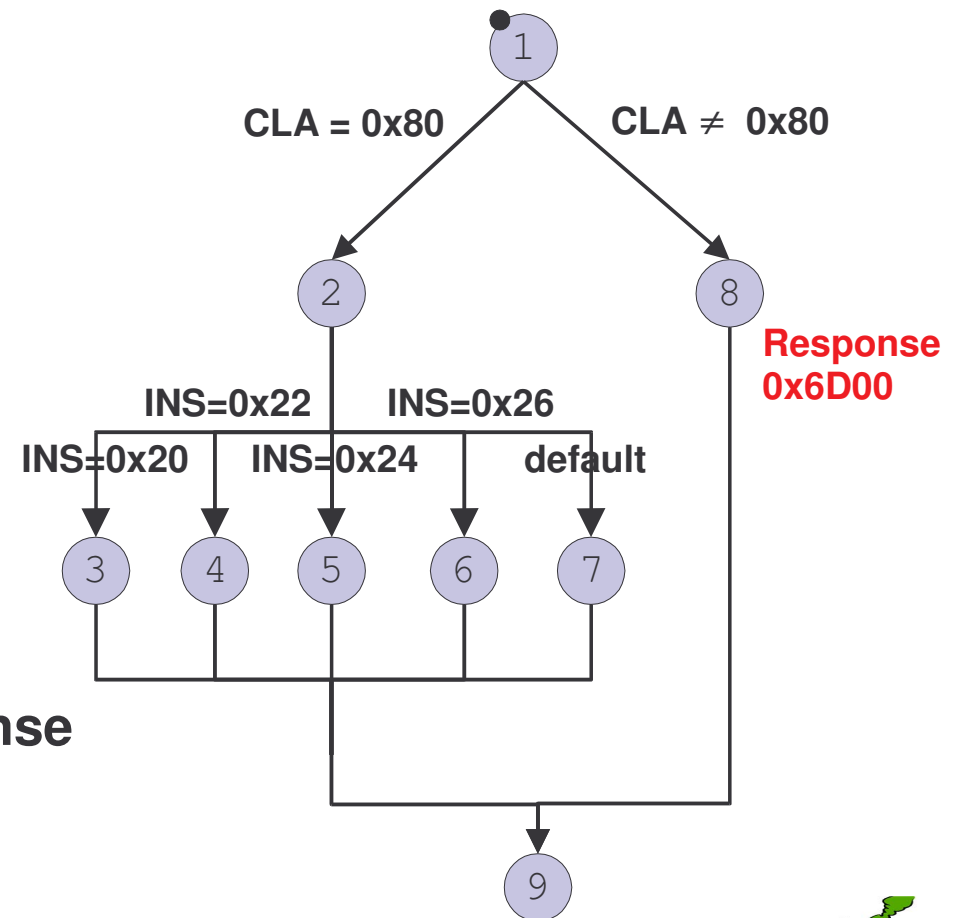 1
CLA = 0x80
CLA ≠ 0x80
2
8
Response
0x6D00
INS=0x22
INS=0x26
INS=0x20
INS=0x24
default
3
4
5
6
7
9